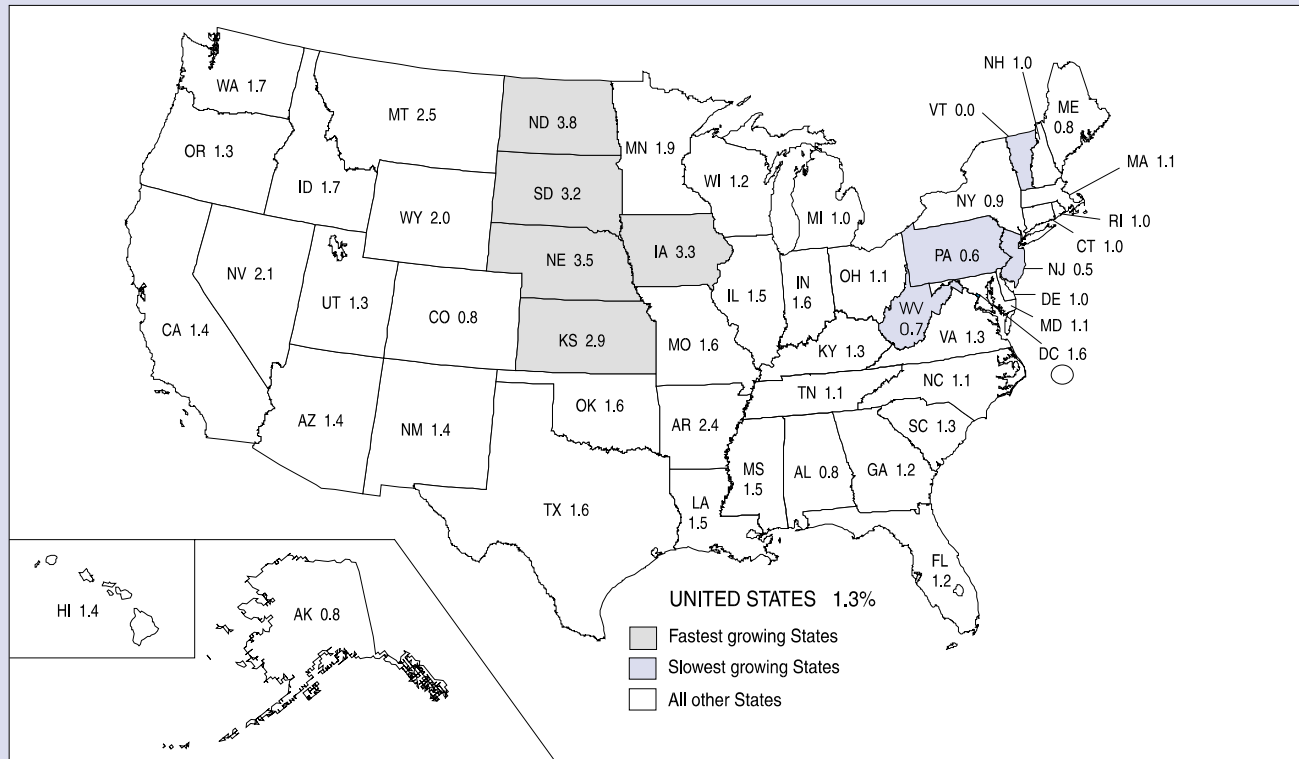 WA 1.7
MT 2.5
ND 3.8
MN 1.9
OR 1.3
ID 1.7
WY 2.0
SD 3.2
WI 1.2
MI 1.0
NH 1.0
VT 0.0
ME
0.8
MA 1.1
NY 0.9
RI 1.0
CT 1.0
NV 2.1
UT 1.3
CO 0.8
NE 3.5
IA 3.3
IL 1.5
IN
1.6
OH 1.1
PA 0.6
NJ 0.5
DE 1.0
MD 1.1
DC 1.6
CA 1.4
KS 2.9
MO 1.6
KY 1.3
WV
0.7
VA 1.3
AZ 1.4
NM 1.4
OK 1.6
AR 2.4
TN 1.1
NC 1.1
SC 1.3
TX 1.6
LA
1.5
MS
1.5
AL 0.8
GA 1.2
FL
1.2
HI 1.4
AK 0.8
UNITED STATES 1.3%
Fastest growing States
Slowest growing States
All other States